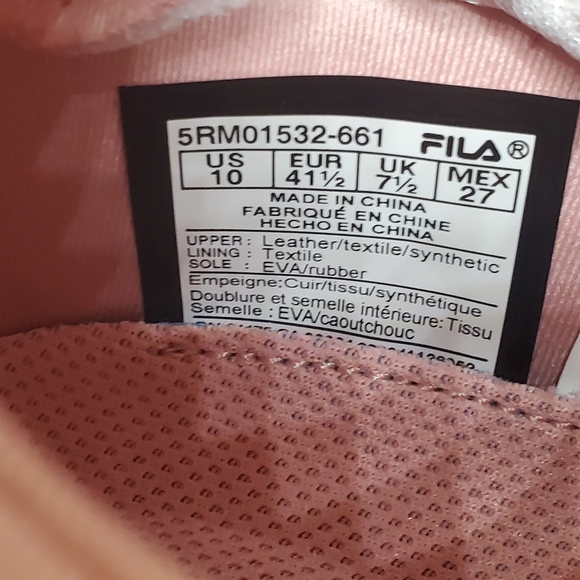 5RM01532-661 FILA®
US EUR UK MEX
10 41½ 7½ 27
MADE IN CHINA
FABRIQUÉ EN CHINE
HECHO EN CHINA
UPPER : Leather/textile/synthetic
LINING : Textile
SOLE : EVA/rubber
Empeigne:Cuir/tissu/synthétique
Doublure et semelle intérieure:Tissu
Semelle : EVA/caoutchouc